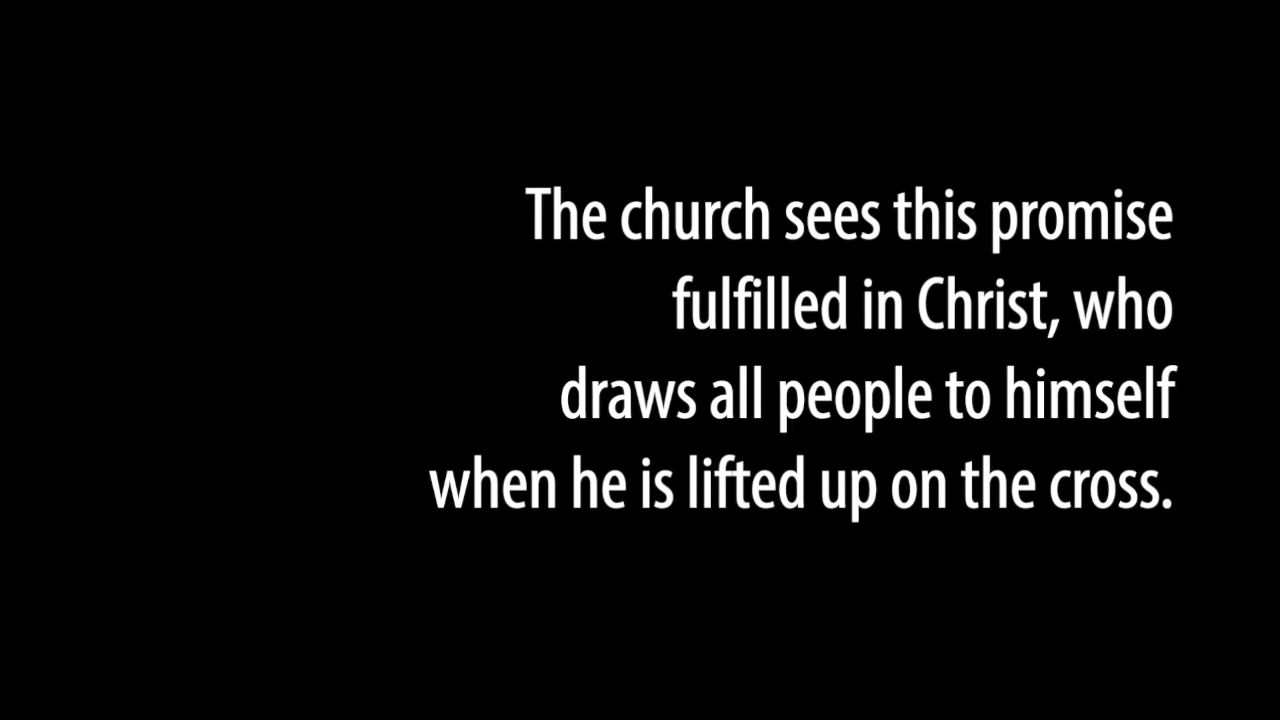 The church sees this promise
fulfilled in Christ, who
draws all people to himself
when he is lifted up on the cross.